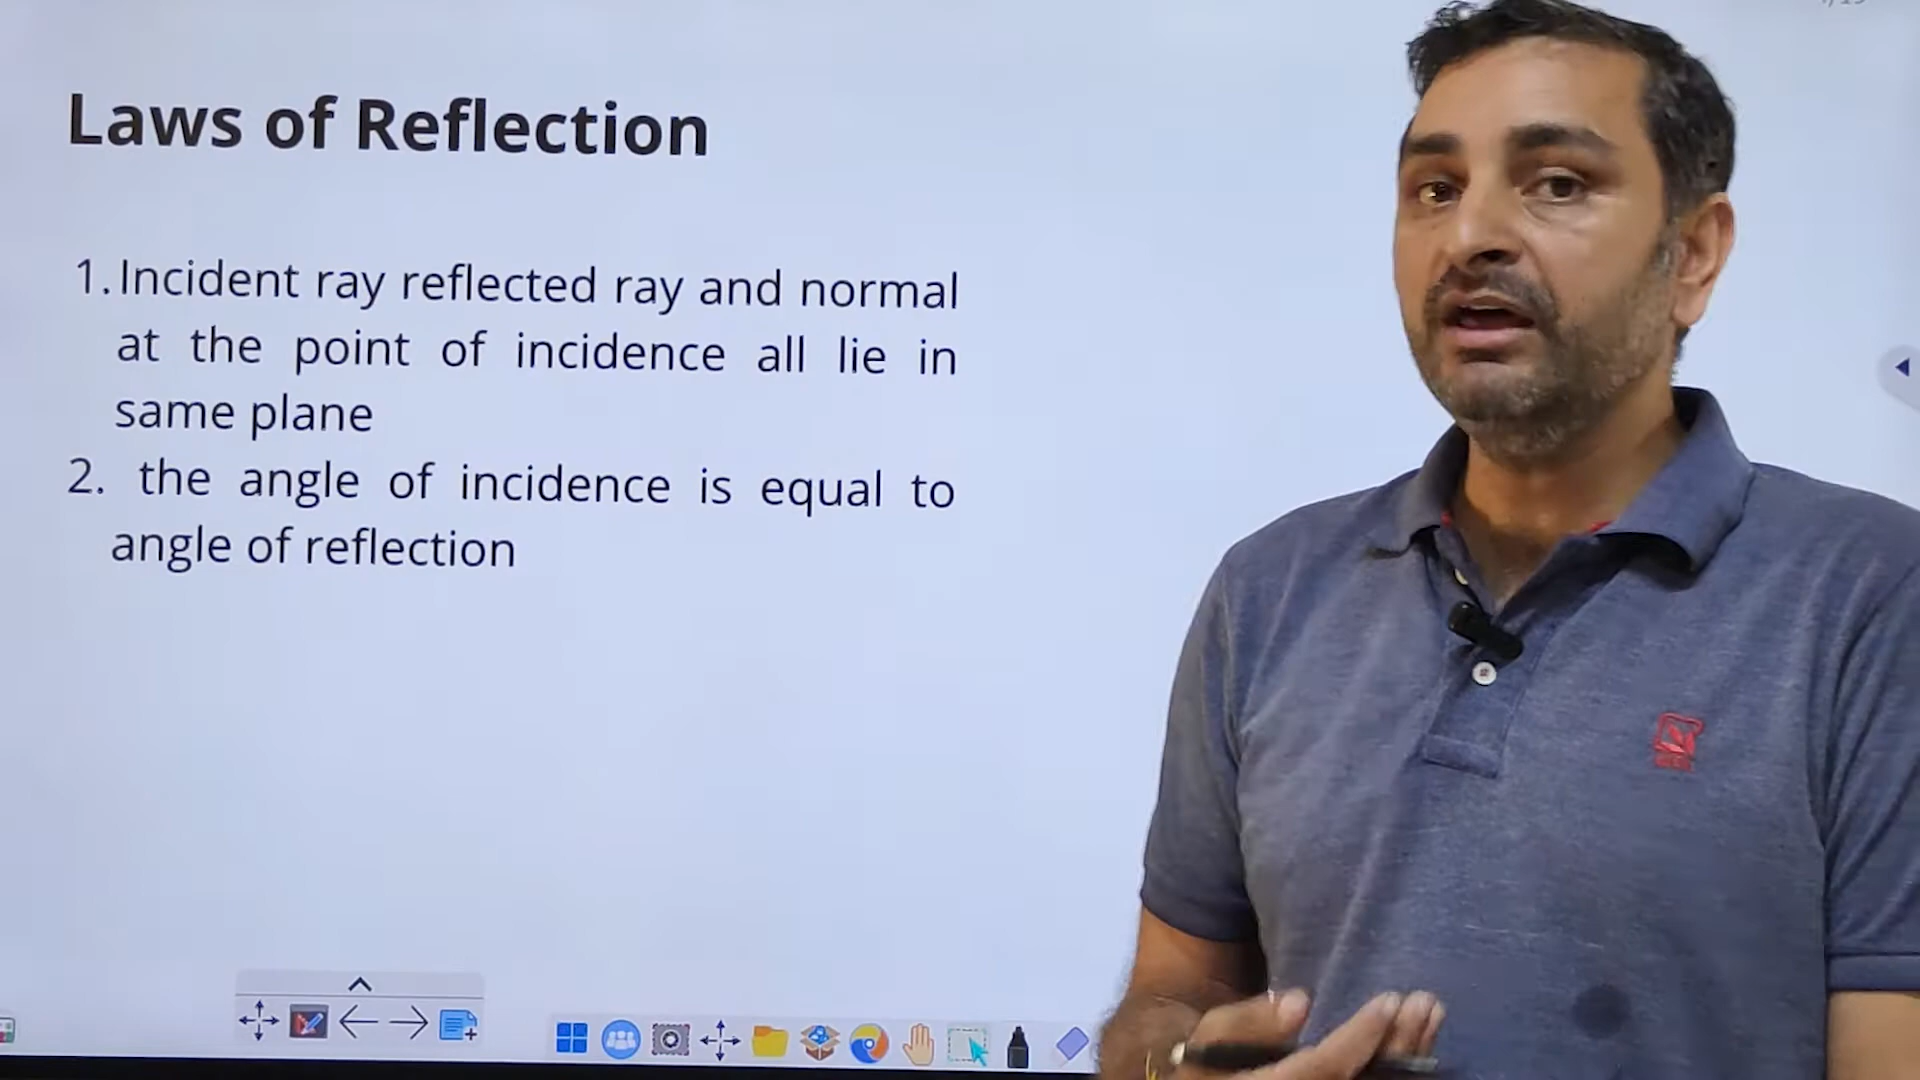 Laws of Reflection
1. Incident ray reflected ray and normal
at the point of incidence all lie in
same plane
2. the angle of incidence is equal to
angle of reflection